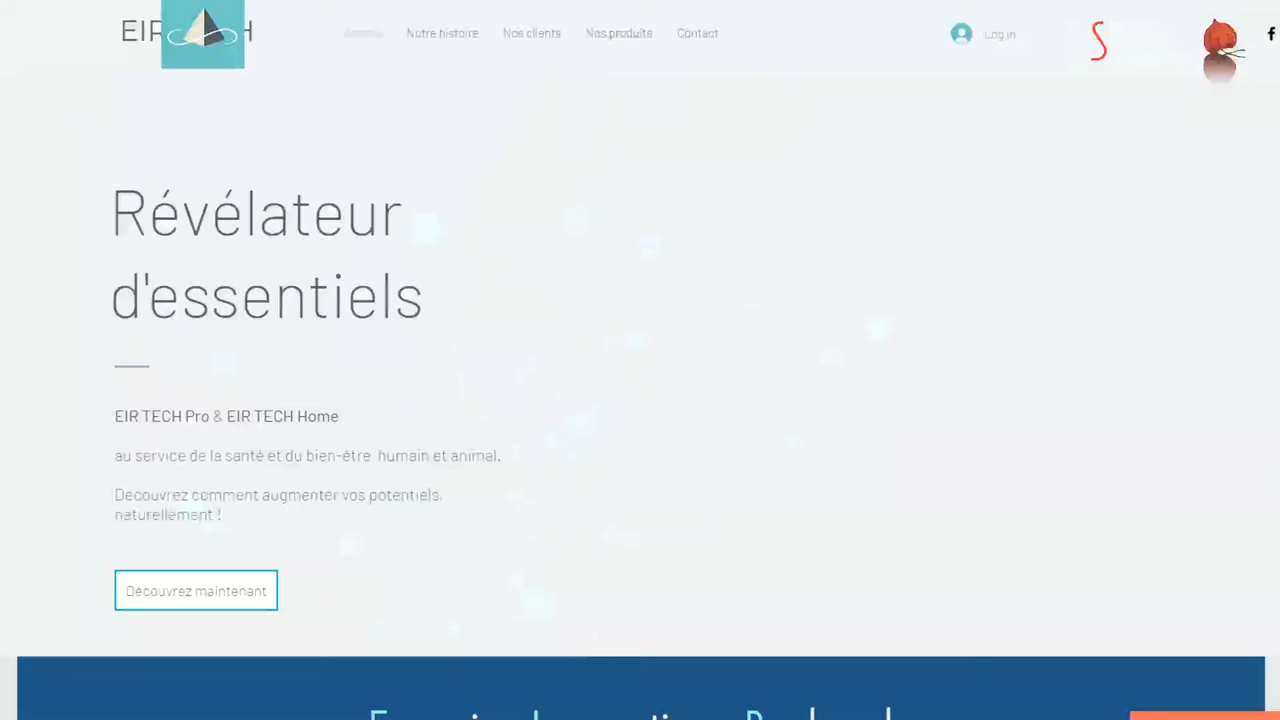 EIR TECH
Accueil
Notre histoire
Nos clients
Nos produits
Contact
Log In
Révélateur
d'essentiels
EIR TECH Pro & EIR TECH Home
au service de la santé et du bien-être humain et animal.
Découvrez comment augmenter vos potentiels,
naturellement !
Découvrez maintenant